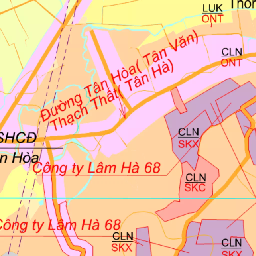 LUK
ONT
Thôn
Đường Tân Hòa( Tân Văn)
Thạch Thất( Tân Hà)
CLN
ONT
SHCĐ
n Hòa
CLN
SKX
Công ty Lâm Hà 68
CLN
SKC
Công ty Lâm Hà 68
CLN
SKX
CLN
SKX